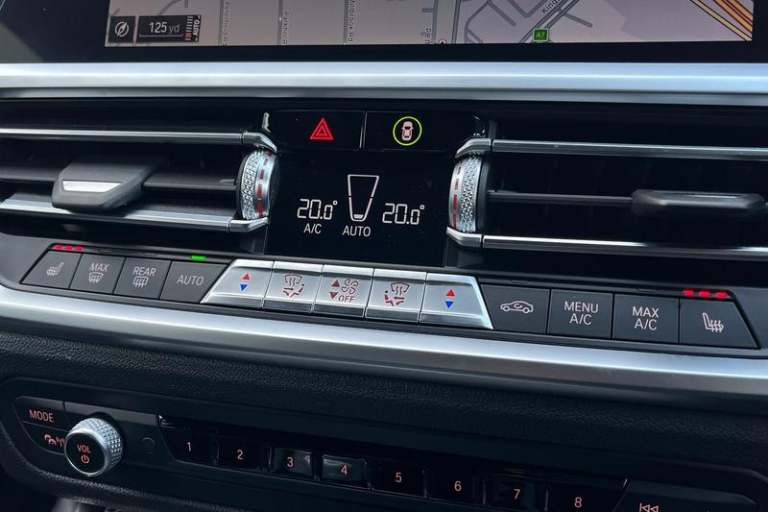 125 yd
A7
20.0°
20.0°
A/C
AUTO
MAX
REAR
AUTO
OFF
MENU
A/C
MAX
A/C
MODE
VOL
1
2
3
4
5
6
7
8